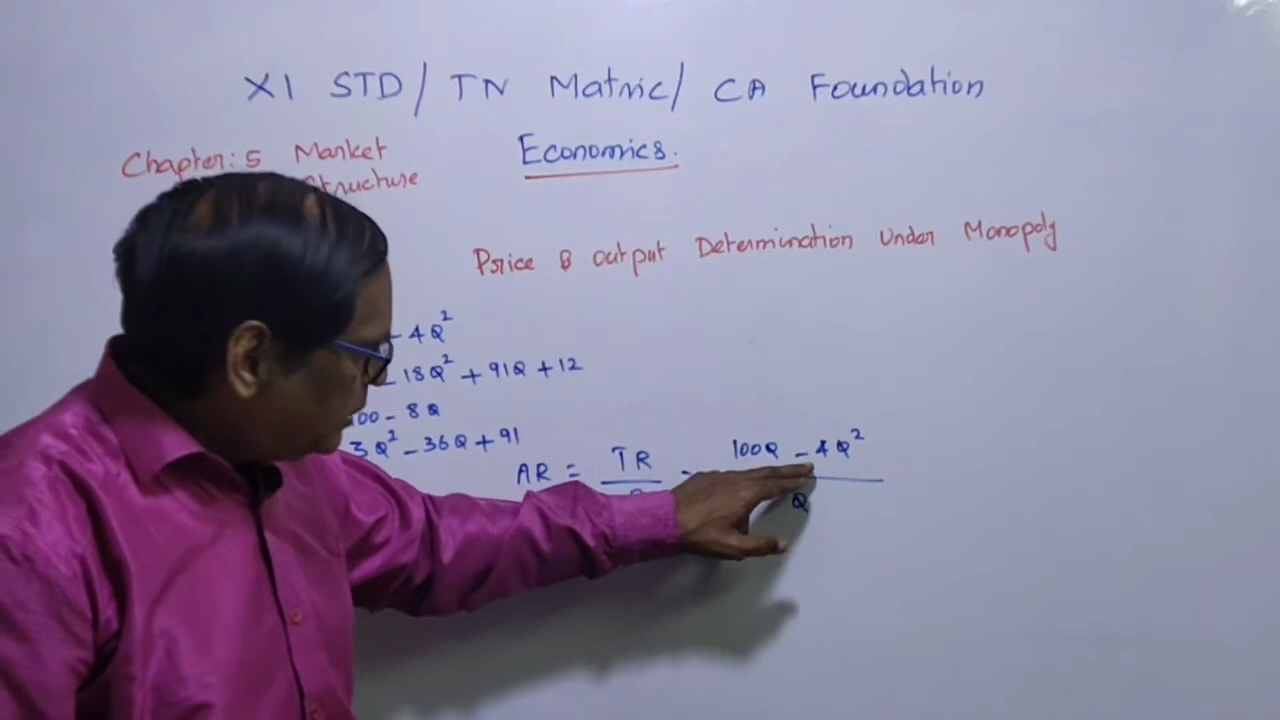 XI STD / TN Matric / CA Foundation
Chapter: 5 Market
Structure
Economics.
Price & output Determination Under Monopoly
- 4Q²
- 18Q² + 91Q + 12
100 - 8Q
3Q² - 36Q + 91
AR = TR = 100Q - 4Q²
Q